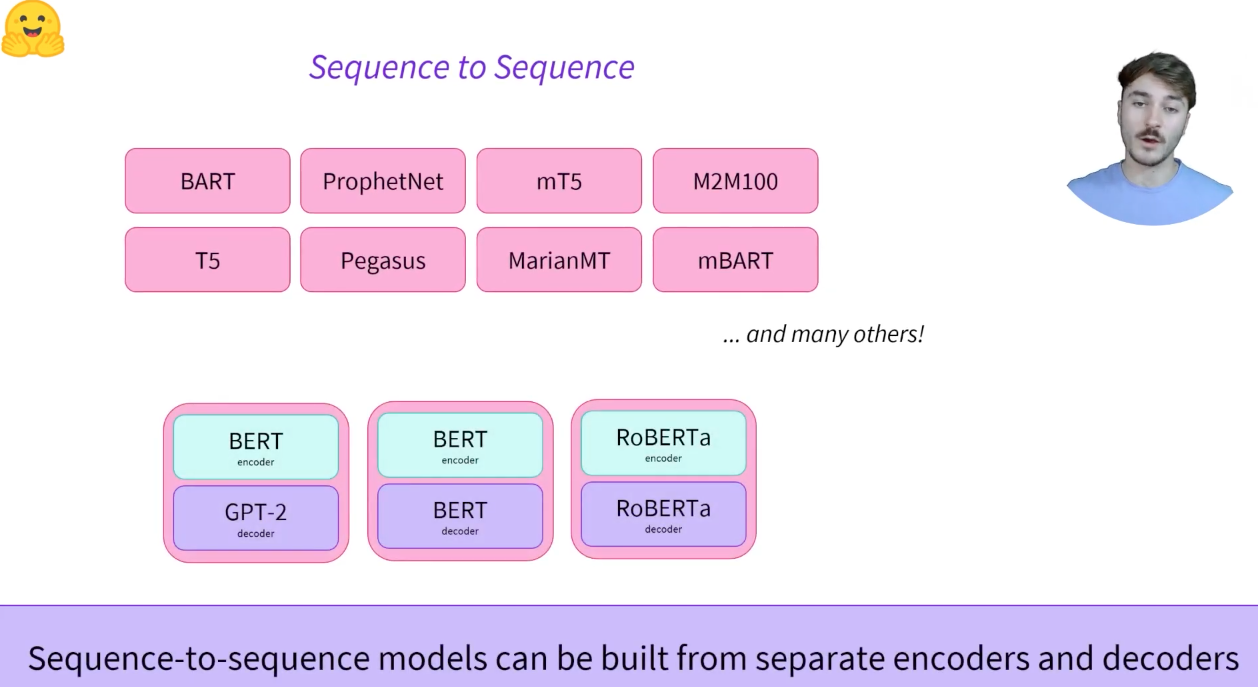 Sequence to Sequence
BART ProphetNet mT5 M2M100
T5 Pegasus MarianMT mBART
... and many others!
BERT BERT RoBERTa
encoder encoder encoder
GPT-2 BERT RoBERTa
decoder decoder decoder
Sequence-to-sequence models can be built from separate encoders and decoders